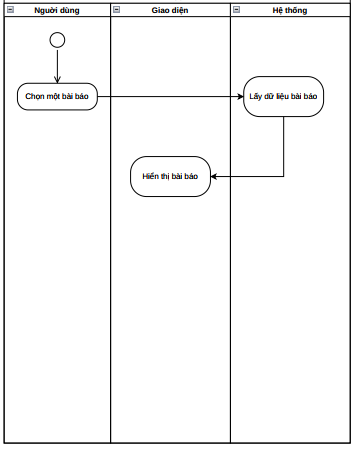 Người dùng
Giao diện
Hệ thống
Chọn một bài báo
Lấy dữ liệu bài báo
Hiển thị bài báo